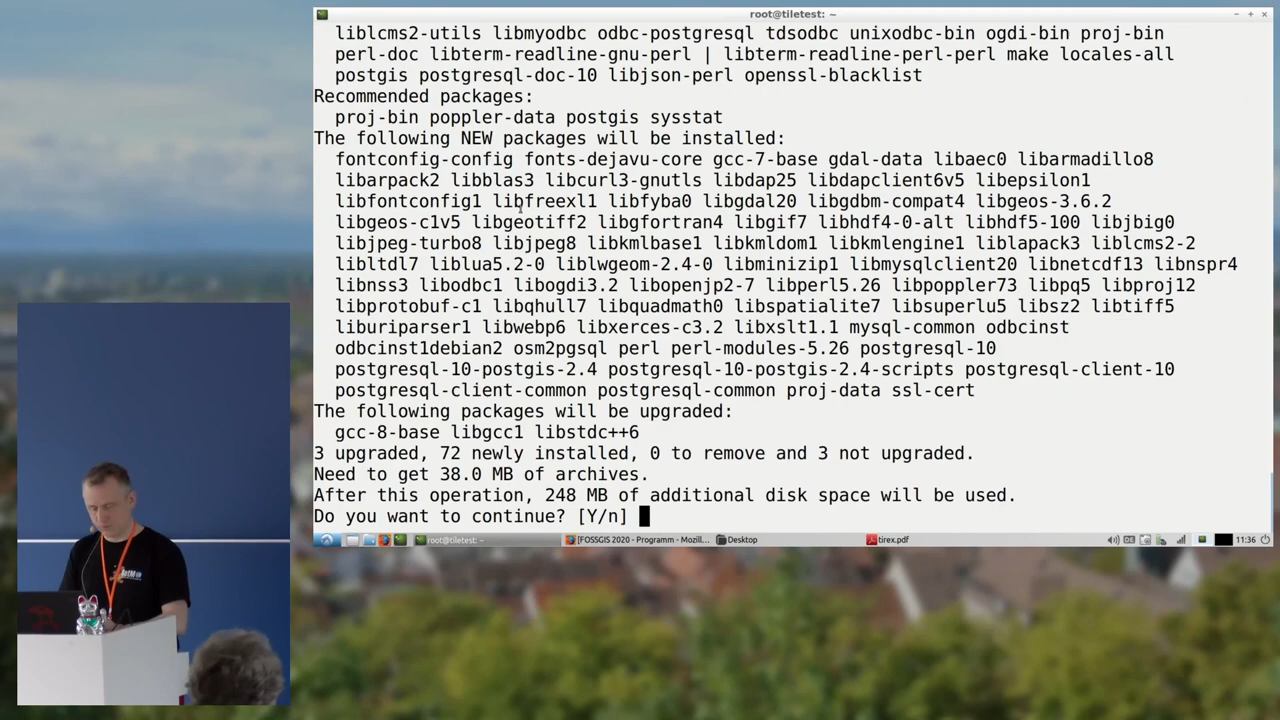 root@tiletest: ~
liblcms2-utils libmyodbc odbc-postgresql tdsodbc unixodbc-bin ogdi-bin proj-bin
perl-doc libterm-readline-gnu-perl | libterm-readline-perl-perl make locales-all
postgis postgresql-doc-10 libjson-perl openssl-blacklist
Recommended packages:
proj-bin poppler-data postgis sysstat
The following NEW packages will be installed:
fontconfig-config fonts-dejavu-core gcc-7-base gdal-data libaec0 libarmadillo8
libarpack2 libblas3 libcurl3-gnutls libdap25 libdapclient6v5 libepsilon1
libfontconfig1 libfreexl1 libfyba0 libgdal20 libgdbm-compat4 libgeos-3.6.2
libgeos-c1v5 libgeotiff2 libgfortran4 libgif7 libhdf4-0-alt libhdf5-100 libjbig0
libjpeg-turbo8 libjpeg8 libkmlbase1 libkmldom1 libkmlengine1 liblapack3 liblcms2-2
libltdl7 liblua5.2-0 liblwgeom-2.4-0 libminizip1 libmysqlclient20 libnetcdf13 libnspr4
libnss3 libodbc1 libogdi3.2 libopenjp2-7 libperl5.26 libpoppler73 libpq5 libproj12
libprotobuf-c1 libqhull7 libquadmath0 libspatialite7 libsuperlu5 libsz2 libtiff5
liburiparser1 libwebp6 libxerces-c3.2 libxslt1.1 mysql-common odbcinst
odbcinst1debian2 osm2pgsql perl perl-modules-5.26 postgresql-10
postgresql-10-postgis-2.4 postgresql-10-postgis-2.4-scripts postgresql-client-10
postgresql-client-common postgresql-common proj-data ssl-cert
The following packages will be upgraded:
gcc-8-base libgcc1 libstdc++6
3 upgraded, 72 newly installed, 0 to remove and 3 not upgraded.
Need to get 38.0 MB of archives.
After this operation, 248 MB of additional disk space will be used.
Do you want to continue? [Y/n]
root@tiletest: ~ [FOSSGIS 2020 - Programm - Mozill... Desktop tirex.pdf DE 11:36